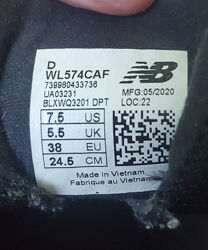 D
WL574CAF NB
739980433736
UA03231 MFG:05/2020
BLXWQ3201 DPT LOC:22
7.5 US
5.5 UK
38 EU
24.5 CM
Made in Vietnam
Fabriqué au Vietnam